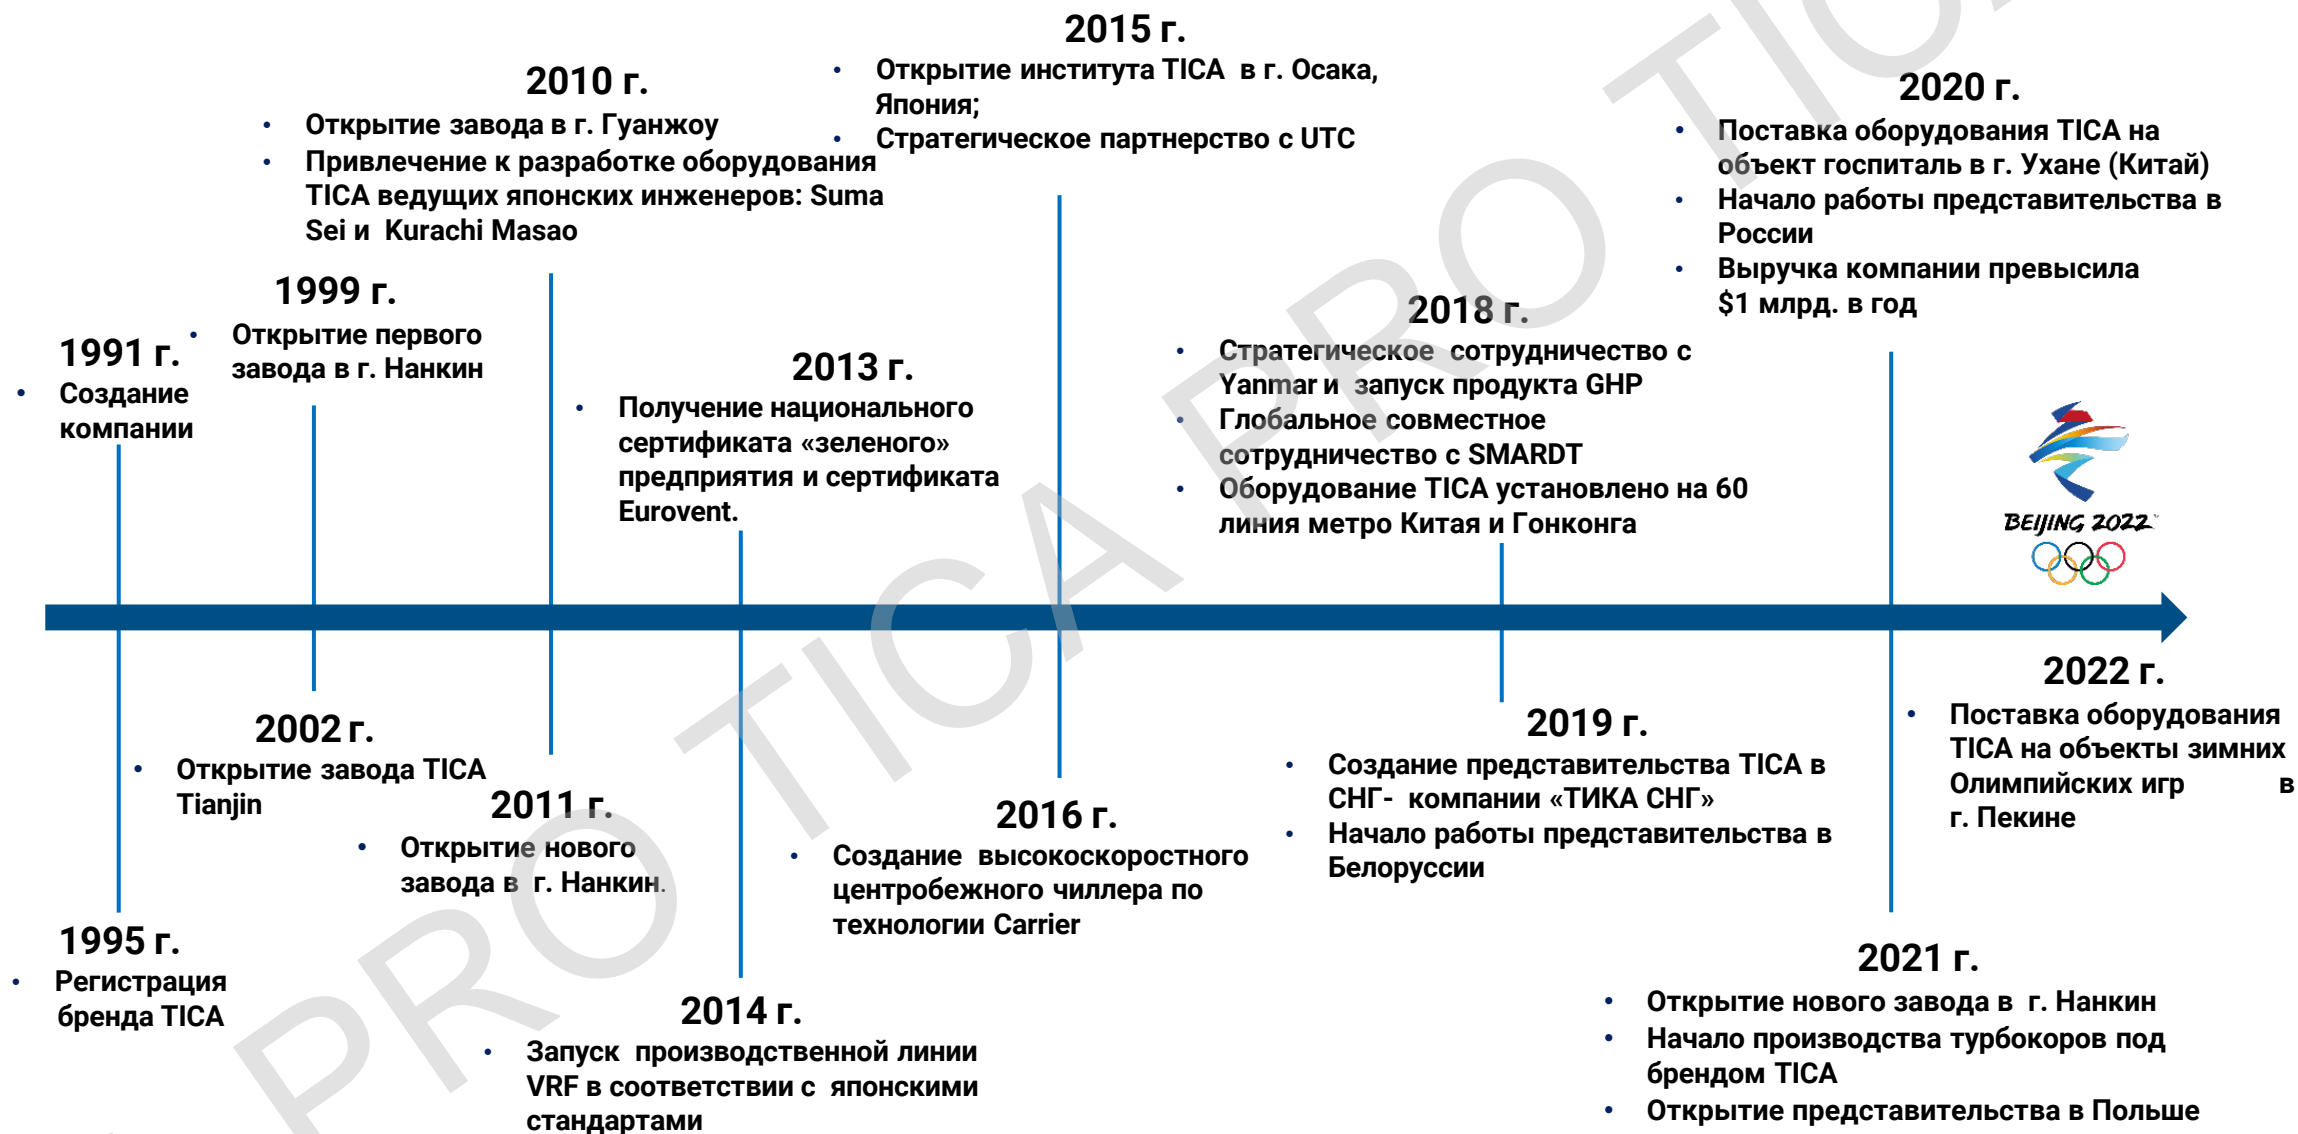 1991 г.
• Создание
компании
1995 г.
• Регистрация
бренда TICA
1999 г.
• Открытие первого
завода в г. Нанкин
2002 г.
• Открытие завода TICA
Tianjin
2010 г.
• Открытие завода в г. Гуанжоу
• Привлечение к разработке оборудования
TICA ведущих японских инженеров: Suma
Sei и Kurachi Masao
2011 г.
• Открытие нового
завода в г. Нанкин.
2013 г.
• Получение национального
сертификата «зеленого»
предприятия и сертификата
Eurovent.
2014 г.
• Запуск производственной линии
VRF в соответствии с японскими
стандартами
2015 г.
• Открытие института TICA в г. Осака,
Япония;
• Стратегическое партнерство с UTC
2016 г.
• Создание высокоскоростного
центробежного чиллера по
технологии Carrier
2018 г.
• Стратегическое сотрудничество с
Yanmar и запуск продукта GHP
• Глобальное совместное
сотрудничество с SMARDT
• Оборудование TICA установлено на 60
линия метро Китая и Гонконга
2019 г.
• Создание представительства TICA в
СНГ- компании «ТИКА СНГ»
• Начало работы представительства в
Белоруссии
2020 г.
• Поставка оборудования TICA на
объект госпиталь в г. Ухане (Китай)
• Начало работы представительства в
России
• Выручка компании превысила
$1 млрд. в год
2021 г.
• Открытие нового завода в г. Нанкин
• Начало производства турбокоров под
брендом TICA
• Открытие представительства в Польше
BEIJING 2022
2022 г.
• Поставка оборудования
TICA на объекты зимних
Олимпийских игр в
г. Пекине
PRO TICA PRO TICA